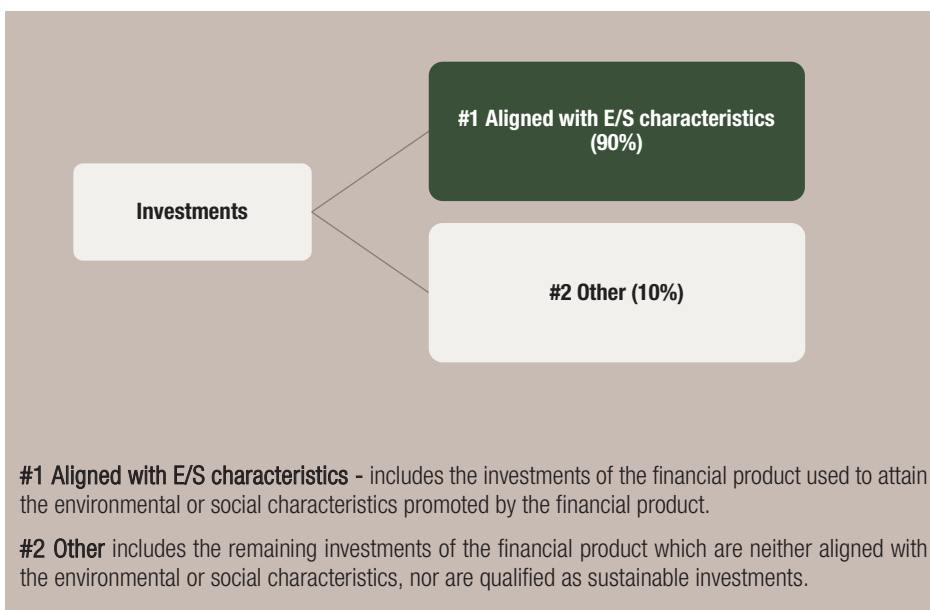 #1 Aligned with E/S characteristics
(90%)
Investments
#2 Other (10%)
#1 Aligned with E/S characteristics - includes the investments of the financial product used to attain
the environmental or social characteristics promoted by the financial product.
#2 Other includes the remaining investments of the financial product which are neither aligned with
the environmental or social characteristics, nor are qualified as sustainable investments.